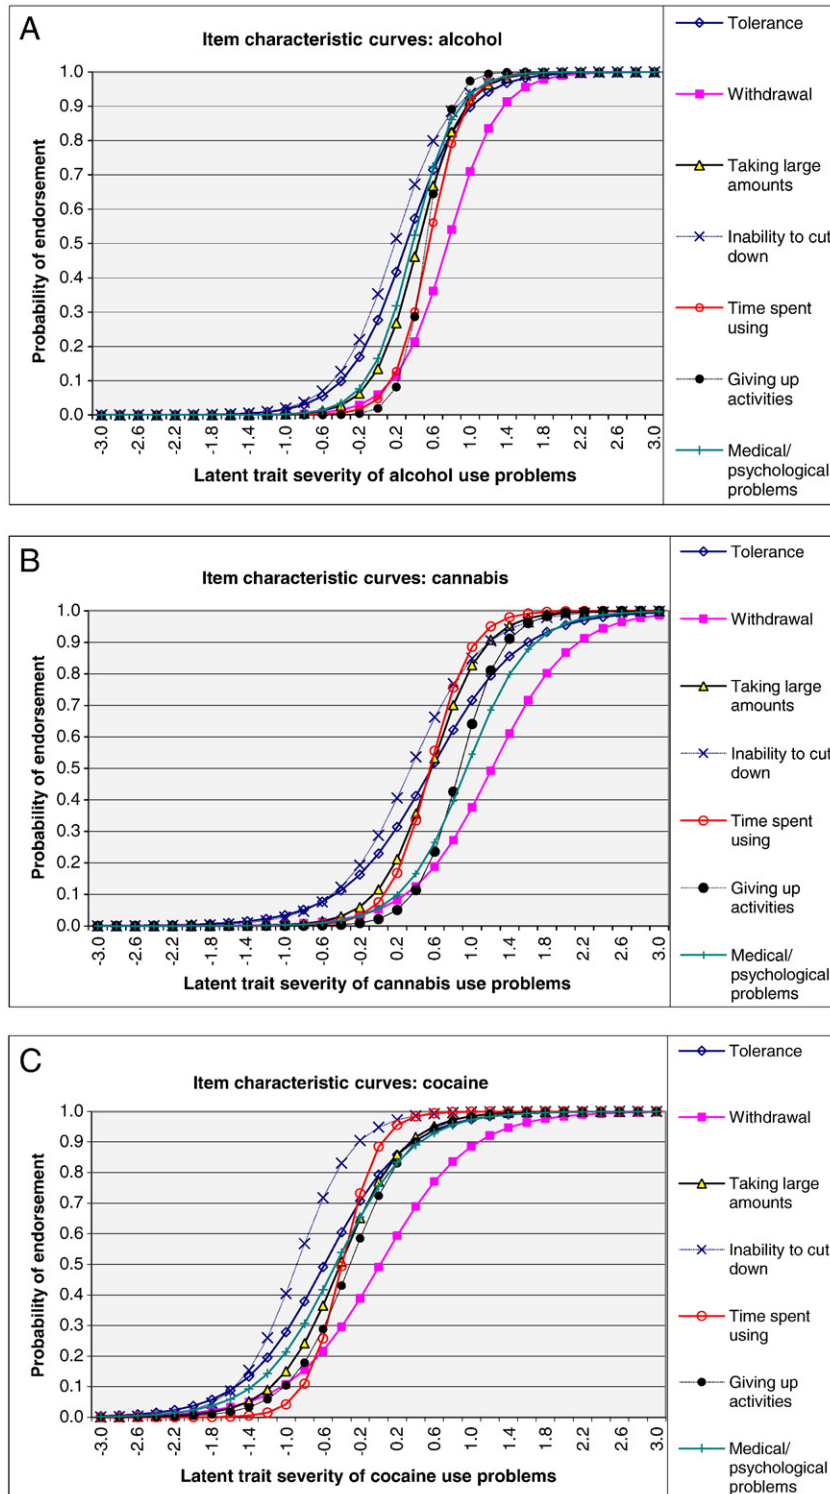 A
Item characteristic curves: alcohol
Probability of endorsement
1.0
0.9
0.8
0.7
0.6
0.5
0.4
0.3
0.2
0.1
0.0
-3.0
-2.6
-2.2
-1.8
-1.4
-1.0
-0.6
-0.2
0.2
0.6
1.0
1.4
1.8
2.2
2.6
3.0
Latent trait severity of alcohol use problems
Tolerance
Withdrawal
Taking large
amounts
Inability to cut
down
Time spent
using
Giving up
activities
Medical/
psychological
problems
B
Item characteristic curves: cannabis
Probability of endorsement
1.0
0.9
0.8
0.7
0.6
0.5
0.4
0.3
0.2
0.1
0.0
-3.0
-2.6
-2.2
-1.8
-1.4
-1.0
-0.6
-0.2
0.2
0.6
1.0
1.4
1.8
2.2
2.6
3.0
Latent trait severity of cannabis use problems
Tolerance
Withdrawal
Taking large
amounts
Inability to cut
down
Time spent
using
Giving up
activities
Medical/
psychological
problems
C
Item characteristic curves: cocaine
Probability of endorsement
1.0
0.9
0.8
0.7
0.6
0.5
0.4
0.3
0.2
0.1
0.0
-3.0
-2.6
-2.2
-1.8
-1.4
-1.0
-0.6
-0.2
0.2
0.6
1.0
1.4
1.8
2.2
2.6
3.0
Latent trait severity of cocaine use problems
Tolerance
Withdrawal
Taking large
amounts
Inability to cut
down
Time spent
using
Giving up
activities
Medical/
psychological
problems